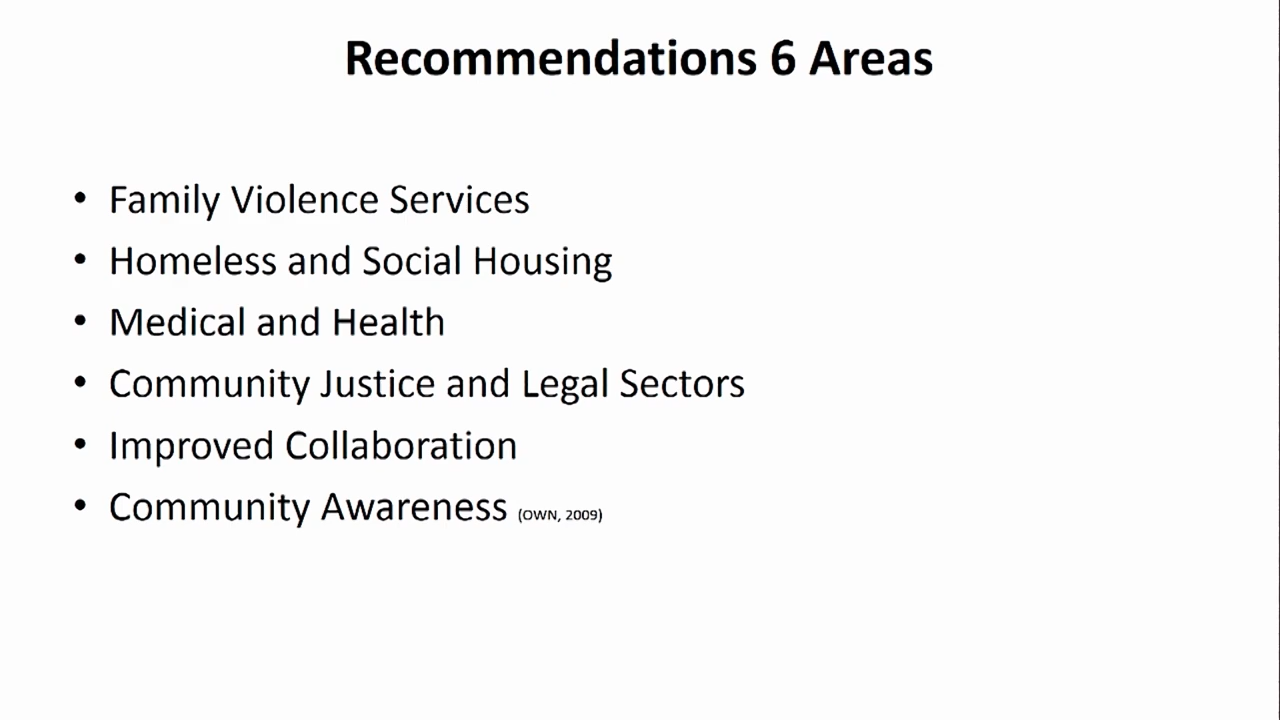 Recommendations 6 Areas
• Family Violence Services
• Homeless and Social Housing
• Medical and Health
• Community Justice and Legal Sectors
• Improved Collaboration
• Community Awareness (OWN, 2009)